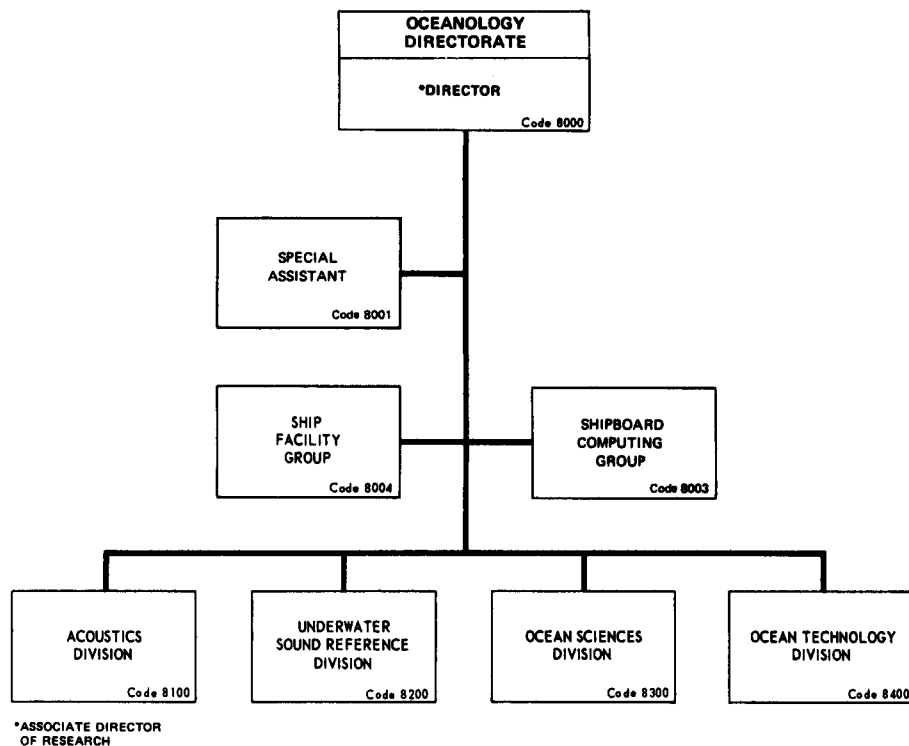 OCEANOLOGY
DIRECTORATE
*DIRECTOR
Code 8000
SPECIAL
ASSISTANT
Code 8001
SHIP
FACILITY
GROUP
Code 8004
SHIPBOARD
COMPUTING
GROUP
Code 8003
ACOUSTICS
DIVISION
Code 8100
UNDERWATER
SOUND REFERENCE
DIVISION
Code 8200
OCEAN SCIENCES
DIVISION
Code 8300
OCEAN TECHNOLOGY
DIVISION
Code 8400
*ASSOCIATE DIRECTOR
OF RESEARCH